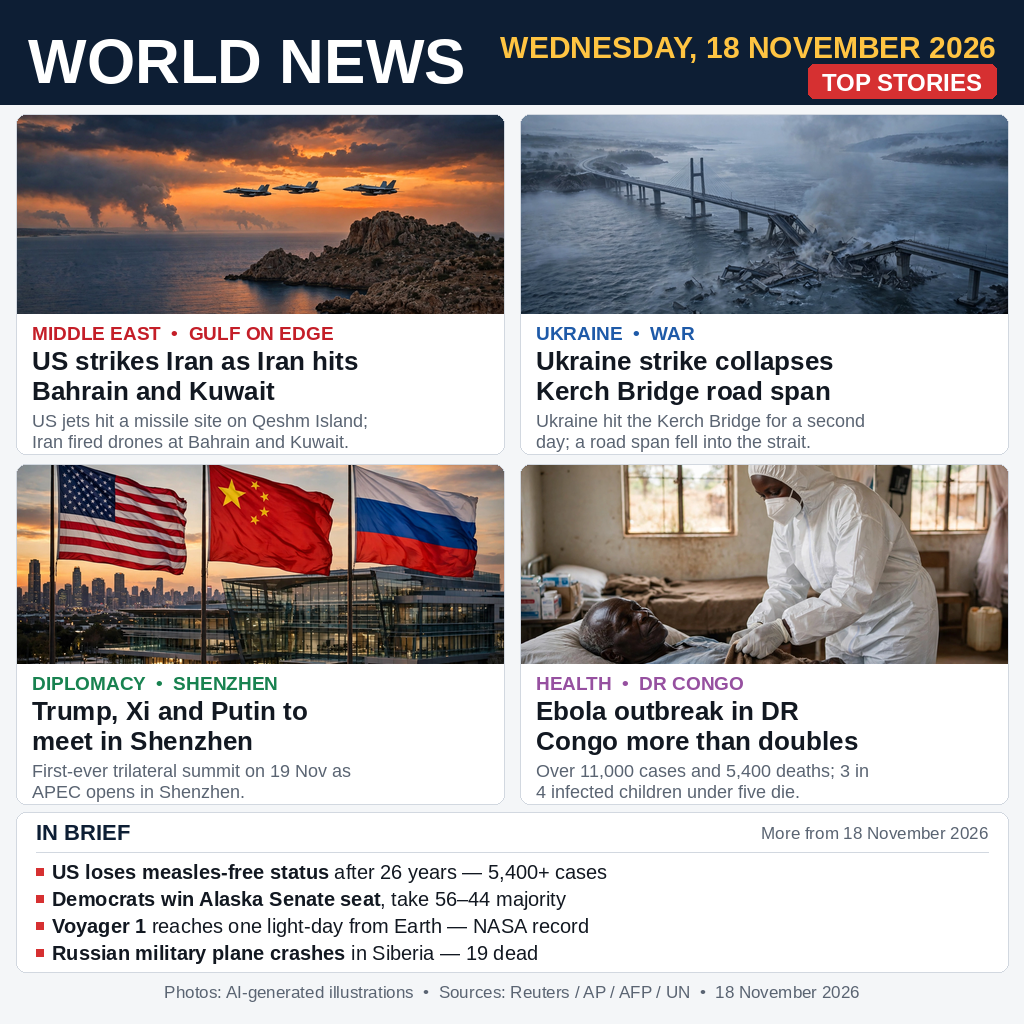 WORLD NEWS
WEDNESDAY, 18 NOVEMBER 2026
TOP STORIES
MIDDLE EAST • GULF ON EDGE
US strikes Iran as Iran hits
Bahrain and Kuwait
US jets hit a missile site on Qeshm Island;
Iran fired drones at Bahrain and Kuwait.
UKRAINE • WAR
Ukraine strike collapses
Kerch Bridge road span
Ukraine hit the Kerch Bridge for a second
day; a road span fell into the strait.
DIPLOMACY • SHENZHEN
Trump, Xi and Putin to
meet in Shenzhen
First-ever trilateral summit on 19 Nov as
APEC opens in Shenzhen.
HEALTH • DR CONGO
Ebola outbreak in DR
Congo more than doubles
Over 11,000 cases and 5,400 deaths; 3 in
4 infected children under five die.
IN BRIEF
More from 18 November 2026
US loses measles-free status after 26 years — 5,400+ cases
Democrats win Alaska Senate seat, take 56–44 majority
Voyager 1 reaches one light-day from Earth — NASA record
Russian military plane crashes in Siberia — 19 dead
Photos: AI-generated illustrations • Sources: Reuters / AP / AFP / UN • 18 November 2026